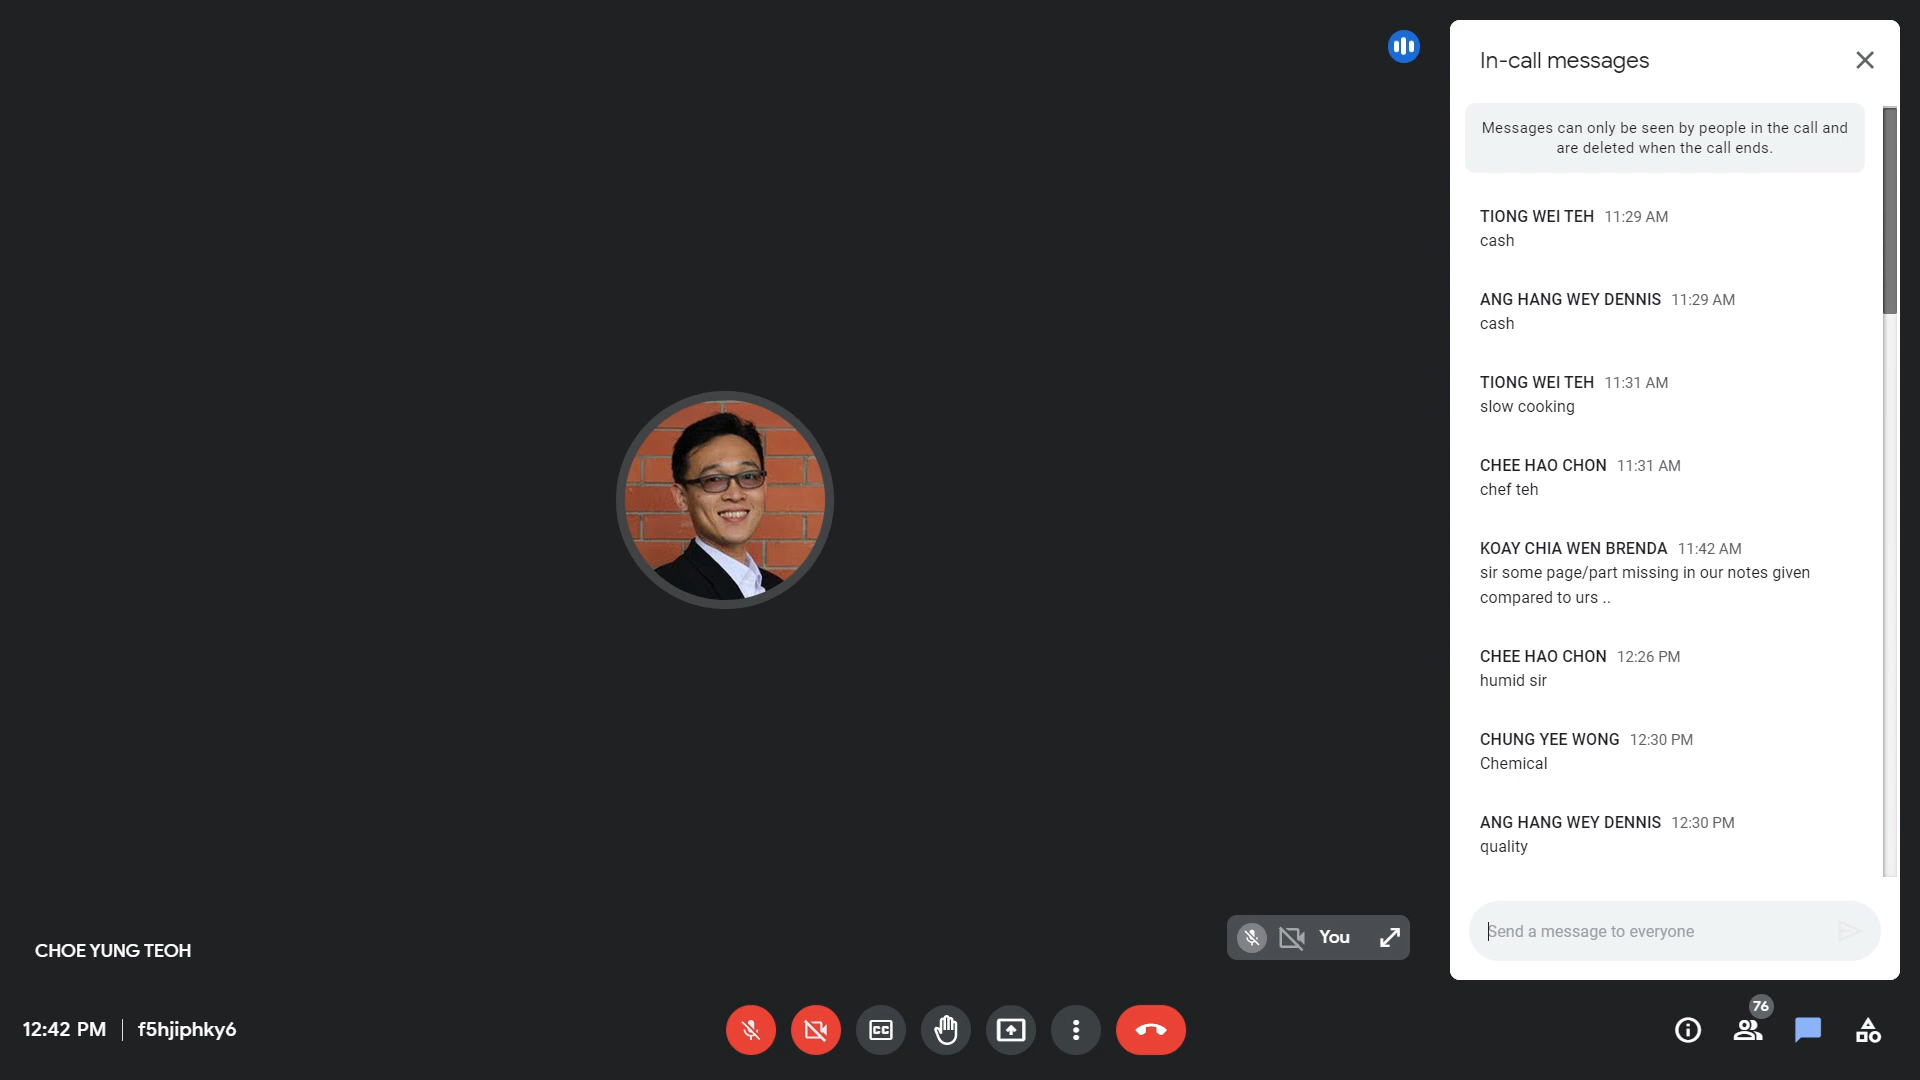 In-call messages
Messages can only be seen by people in the call and
are deleted when the call ends.
TIONG WEI TEH 11:29 AM
cash
ANG HANG WEY DENNIS 11:29 AM
cash
TIONG WEI TEH 11:31 AM
slow cooking
CHEE HAO CHON 11:31 AM
chef teh
KOAY CHIA WEN BRENDA 11:42 AM
sir some page/part missing in our notes given
compared to urs ..
CHEE HAO CHON 12:26 PM
humid sir
CHUNG YEE WONG 12:30 PM
Chemical
ANG HANG WEY DENNIS 12:30 PM
quality
Send a message to everyone
You
CHOE YUNG TEOH
12:42 PM | f5hjiphky6
CC
76